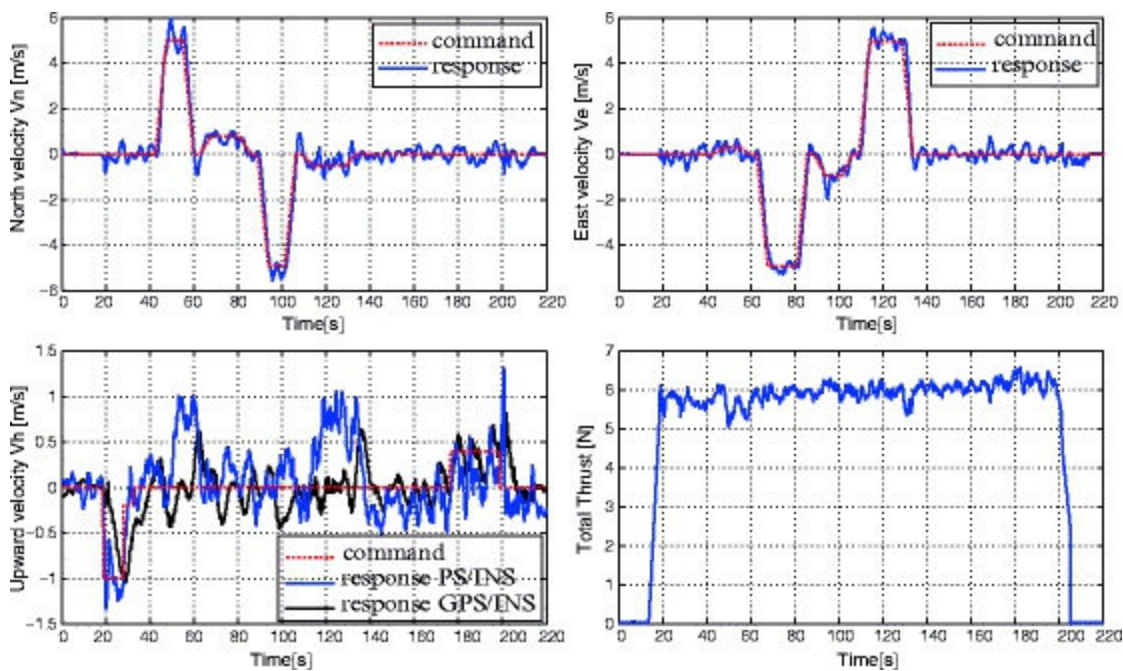 6
4
2
0
-2
-4
-6
North velocity Vn [m/s]
command
response
0 20 40 60 80 100 120 140 160 180 200 220
Time[s]
6
4
2
0
-2
-4
-6
East velocity Ve [m/s]
command
response
0 20 40 60 80 100 120 140 160 180 200 220
Time[s]
1.5
1
0.5
0
-0.5
-1
-1.5
Upward velocity Vh [m/s]
command
response PS/INS
response GPS/INS
0 20 40 60 80 100 120 140 160 180 200 220
Time[s]
7
6
5
4
3
2
1
0
Total Thrust [N]
0 20 40 60 80 100 120 140 160 180 200 220
Time[s]